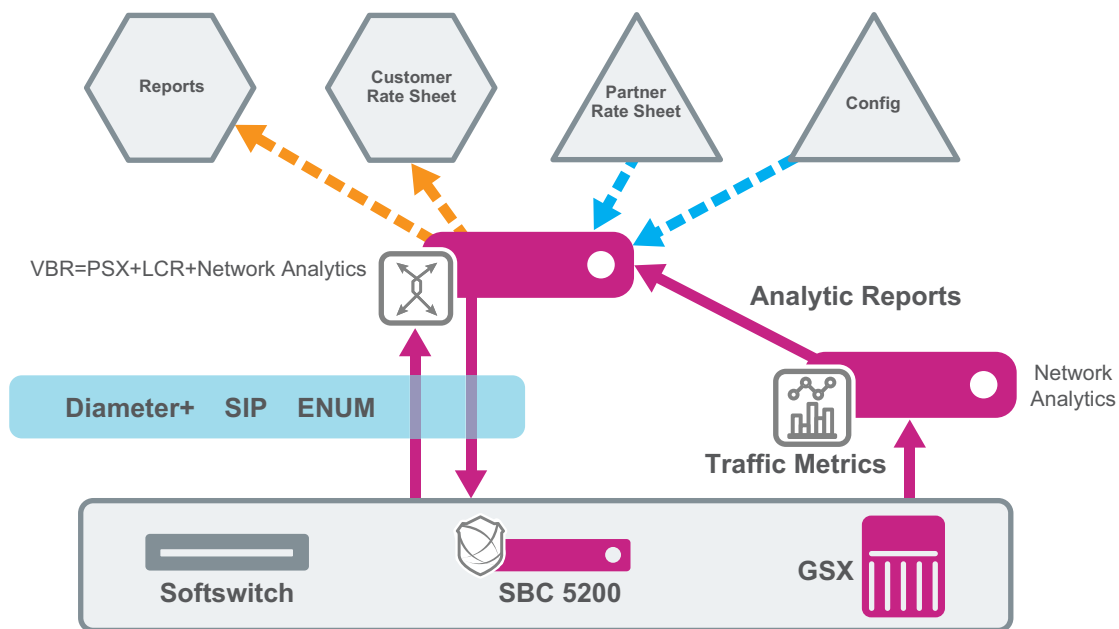 Reports
Customer
Rate Sheet
Partner
Rate Sheet
Config
VBR=PSX+LCR+Network Analytics
Analytic Reports
Network
Analytics
Diameter+ SIP ENUM
Traffic Metrics
Softswitch
SBC 5200
GSX